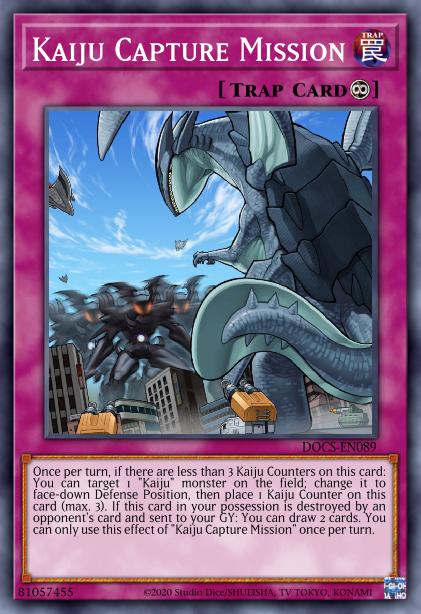 KAIJU CAPTURE MISSION
TRAP
罠
[TRAP CARD]
DOCS-EN089
Once per turn, if there are less than 3 Kaiju Counters on this card:
You can target 1 "Kaiju" monster on the field; change it to
face-down Defense Position, then place 1 Kaiju Counter on this
card (max. 3). If this card in your possession is destroyed by an
opponent's card and sent to your GY: You can draw 2 cards. You
can only use this effect of "Kaiju Capture Mission" once per turn.
81057455
©2020 Studio Dice/SHUEISHA, TV TOKYO, KONAMI